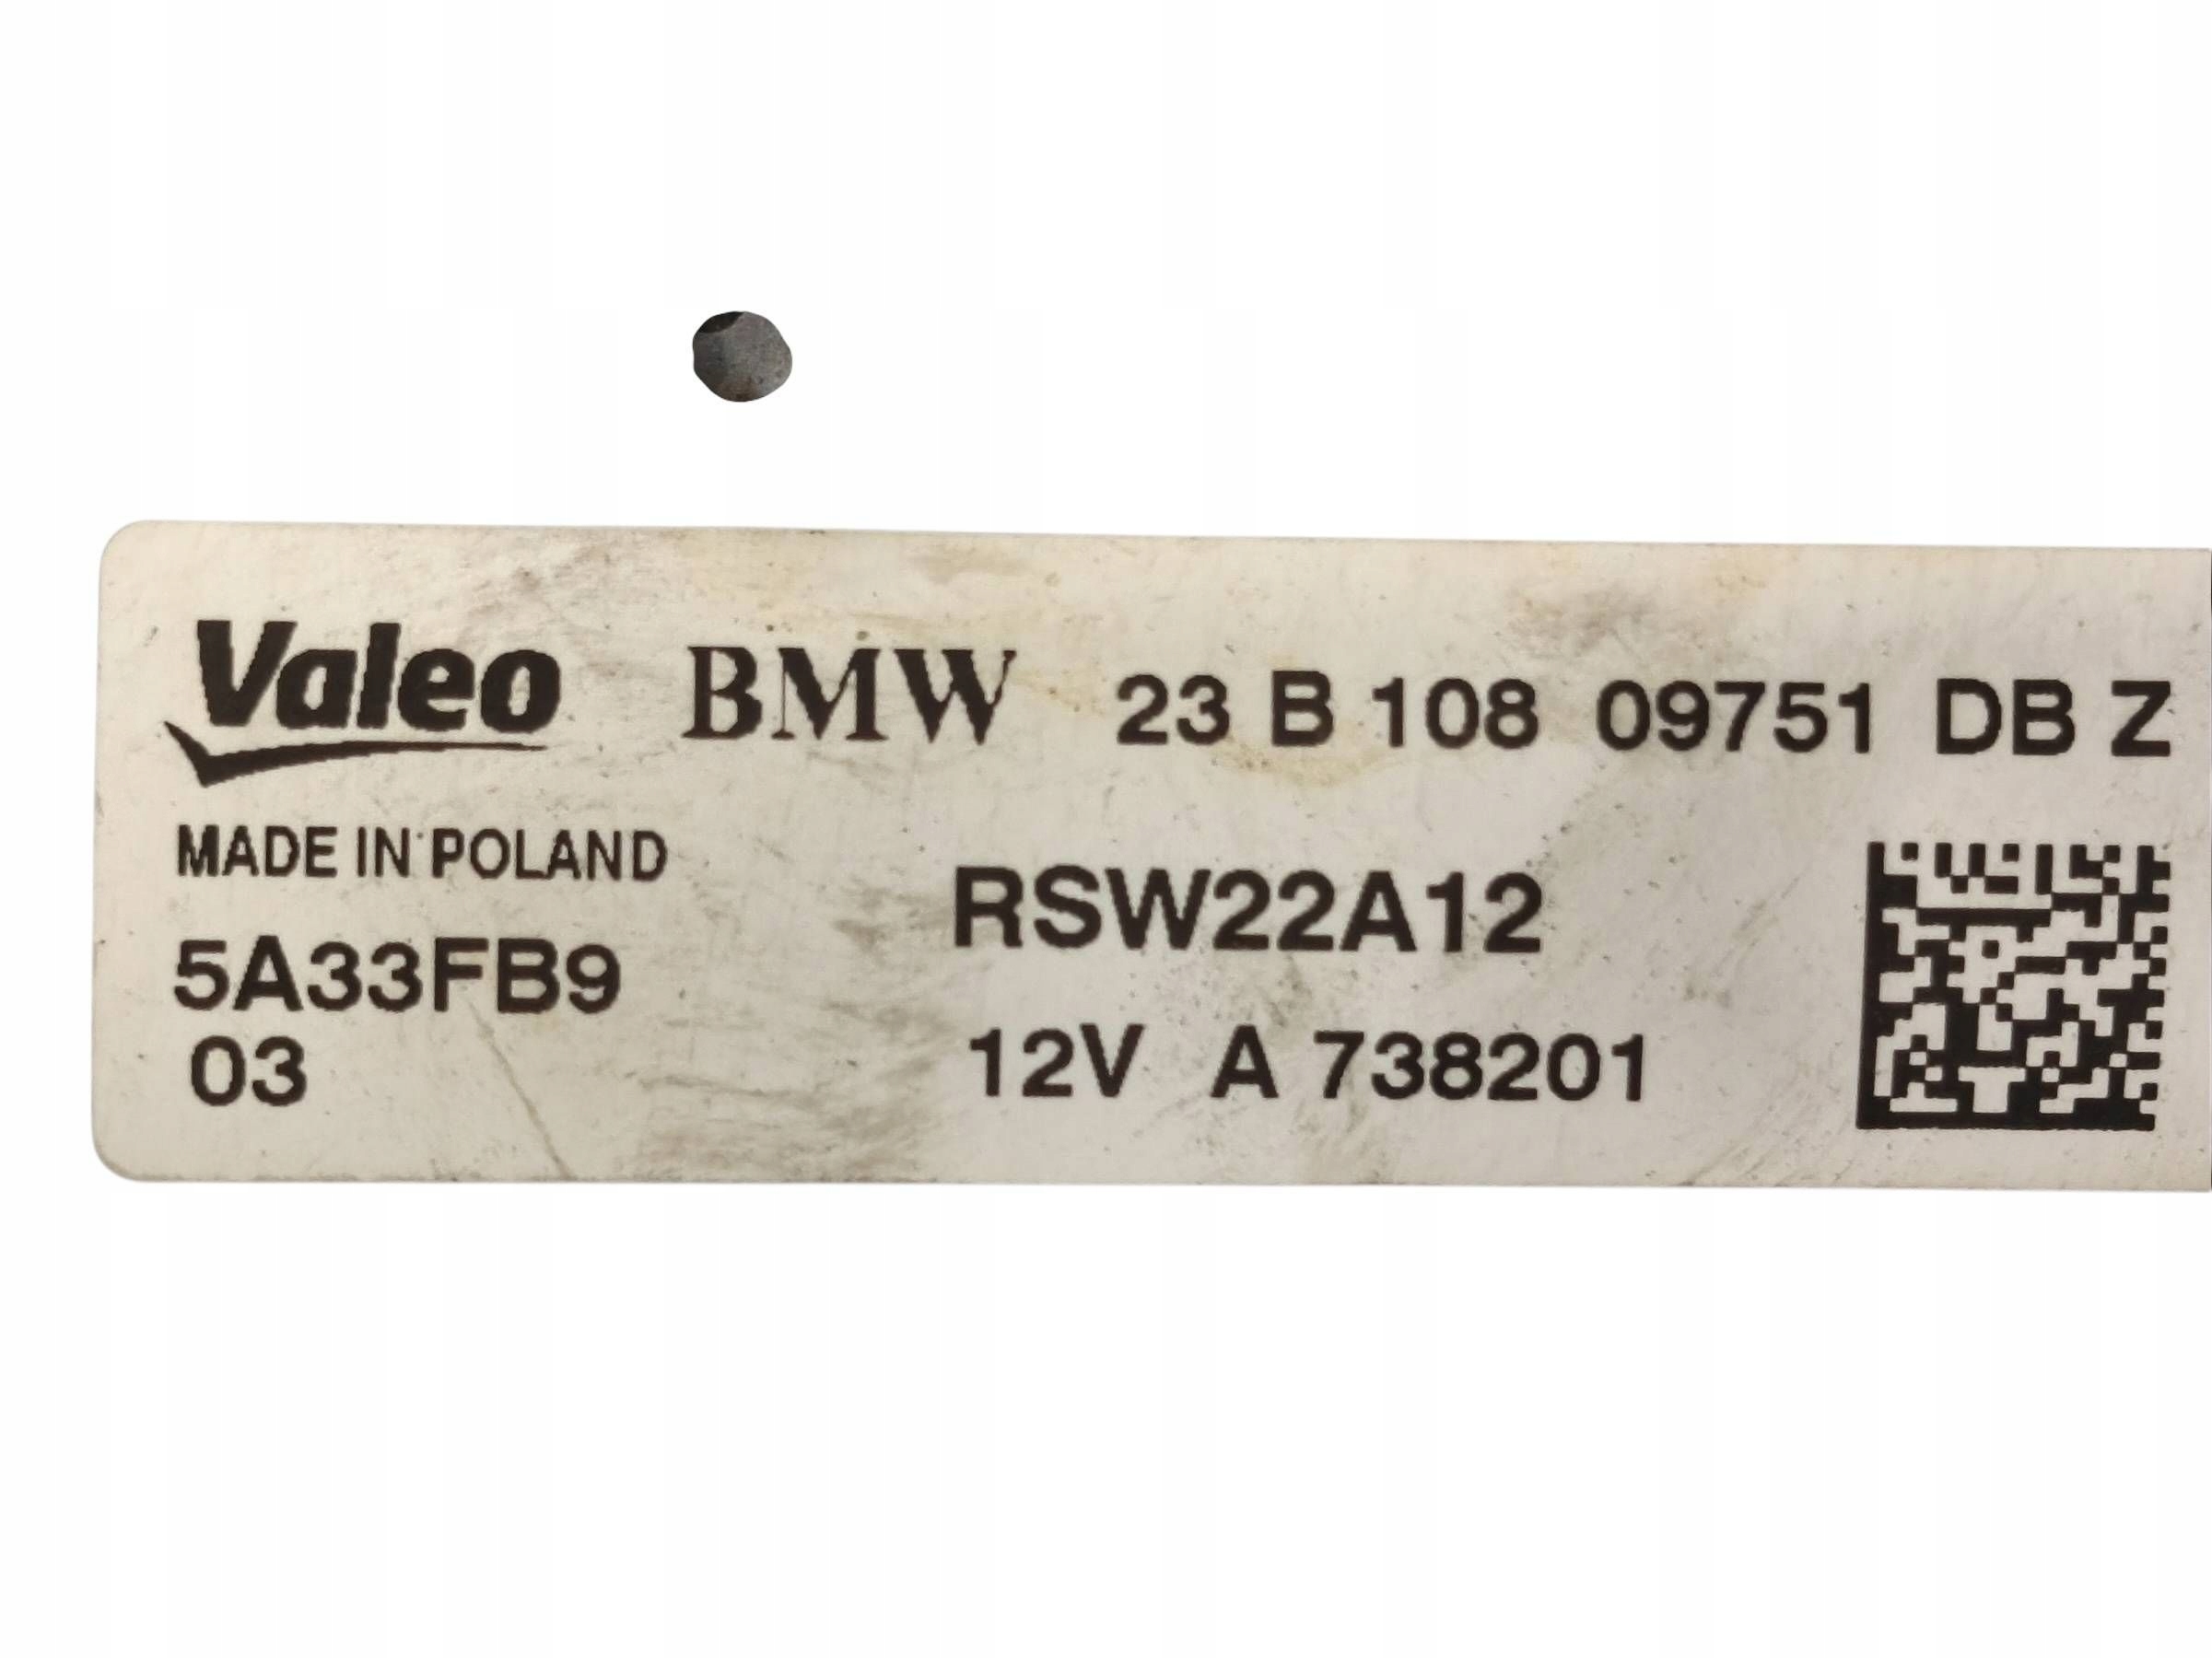 Valeo BMW 23 B 108 09751 DB Z
MADE IN POLAND
RSW22A12
5A33FB9
03
12V A 738201